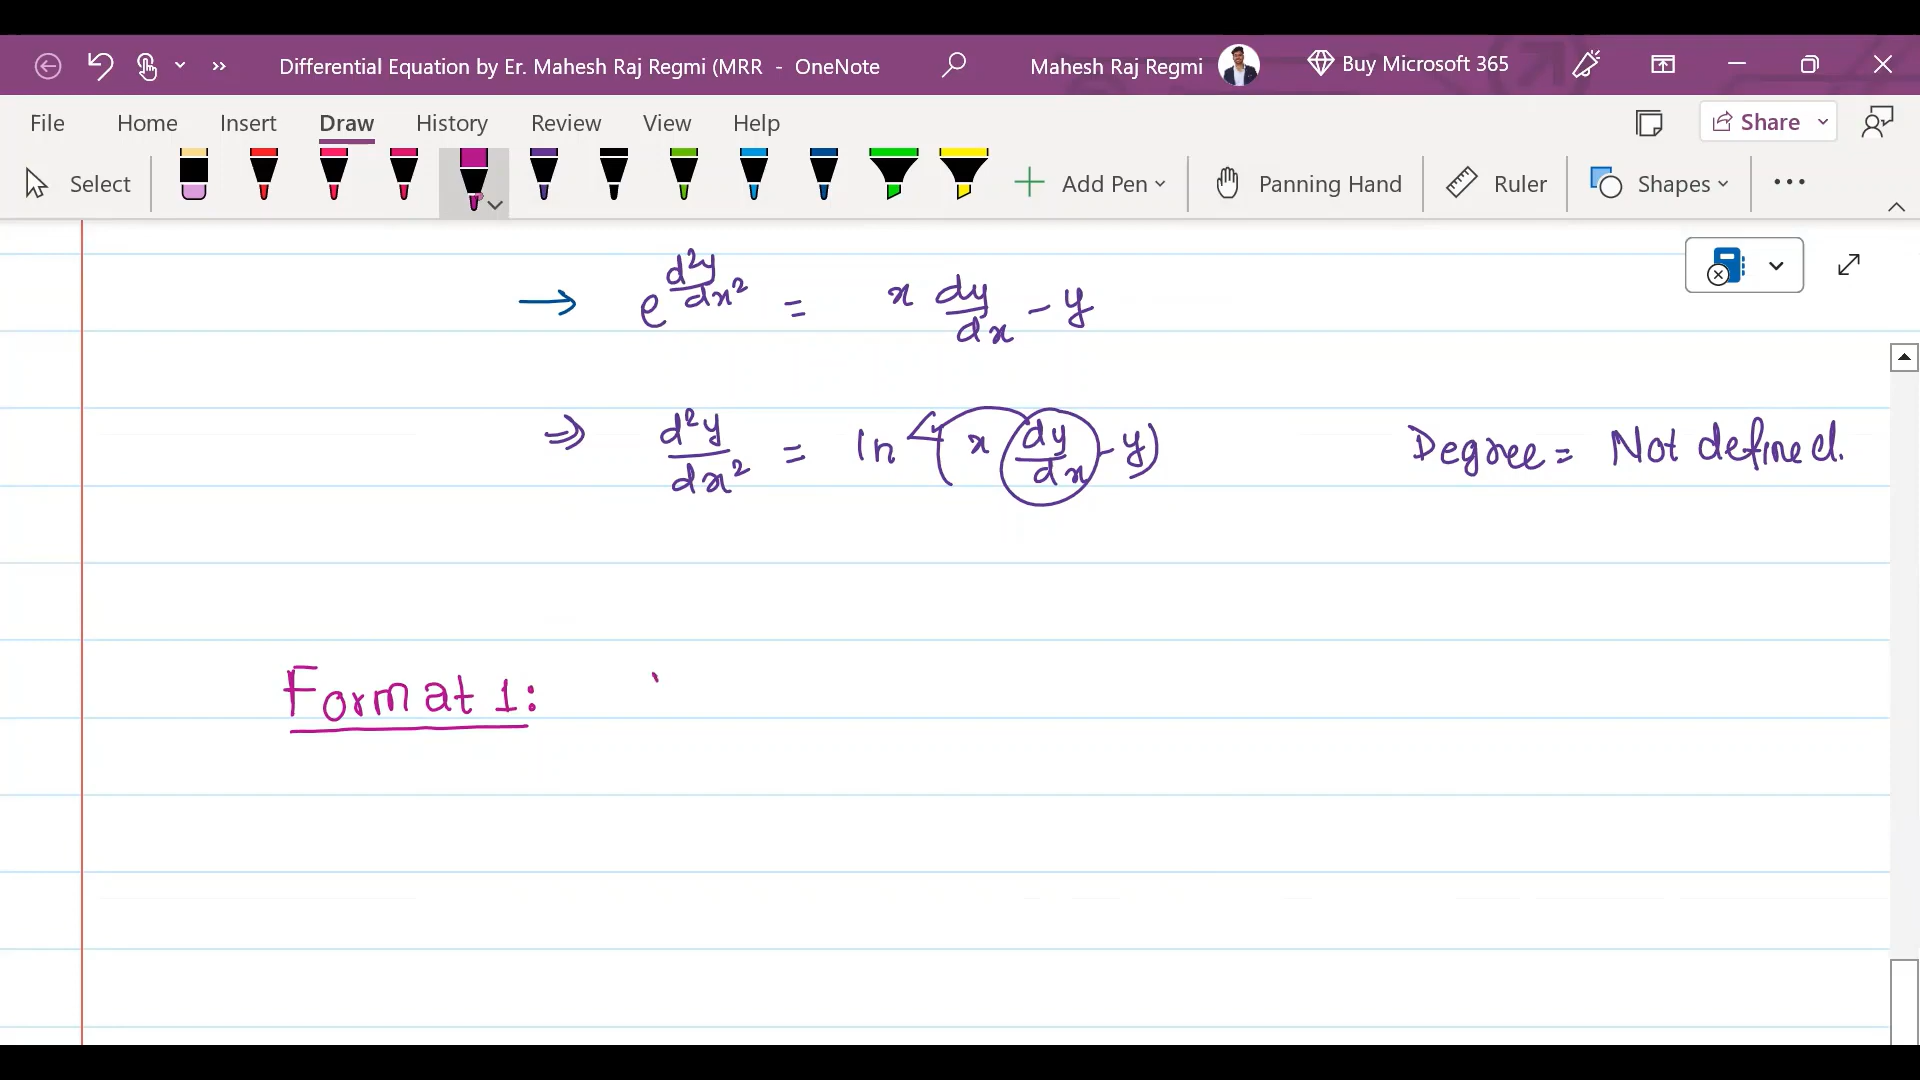 Differential Equation by Er. Mahesh Raj Regmi (MRR - OneNote
Mahesh Raj Regmi
Buy Microsoft 365
File Home Insert Draw History Review View Help
Share
Select
Add Pen
Panning Hand
Ruler
Shapes
→ e^(d²y/dx²) = x dy/dx - y
⇒ d²y/dx² = ln (x dy/dx - y) Degree = Not defined.
Format 1: